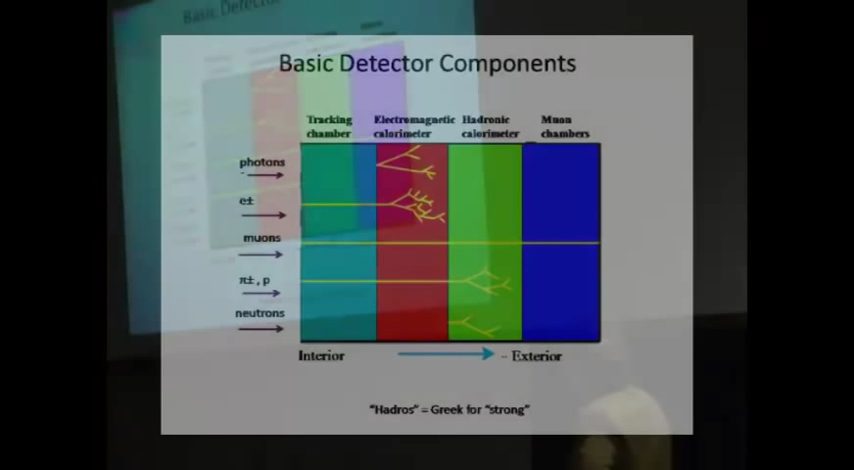 Basic Detector
Basic Detector Components
Tracking chamber
Electromagnetic calorimeter
Hadronic calorimeter
Muon chambers
photons
e±
muons
π±, p
neutrons
Interior
Exterior
"Hadros" = Greek for "strong"